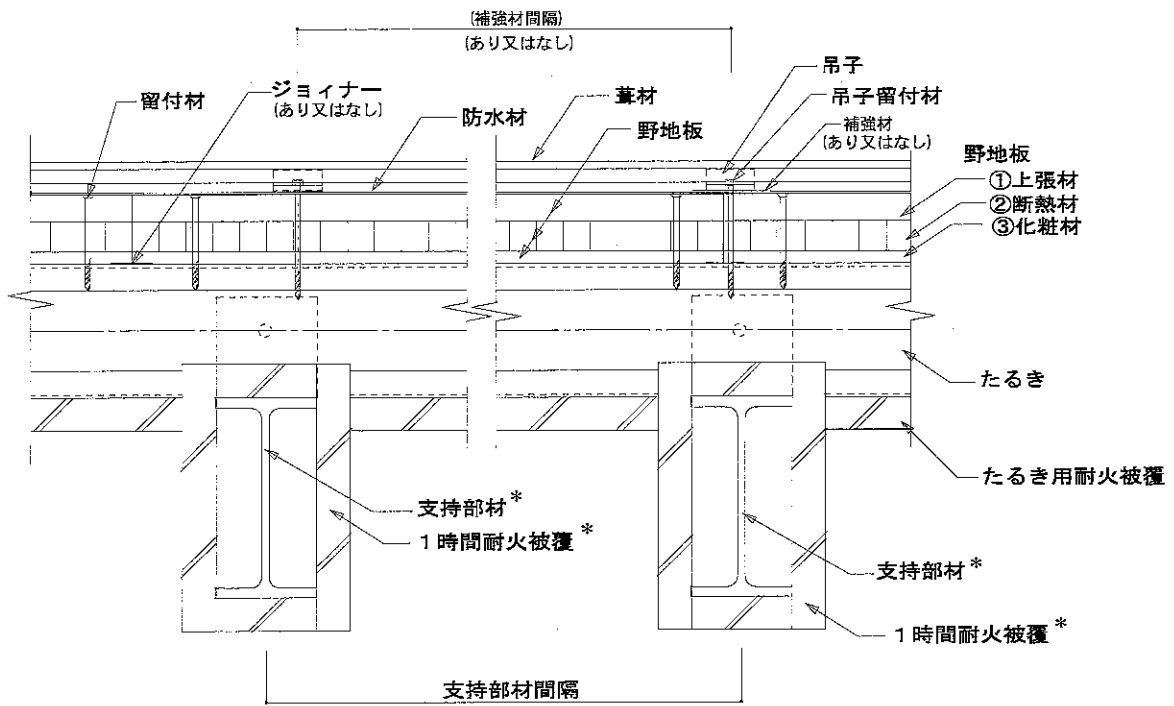 (補強材間隔)
(あり又はなし)
留付材
ジョイナー
(あり又はなし)
防水材
葺材
野地板
吊子
吊子留付材
補強材
(あり又はなし)
野地板
①上張材
②断熱材
③化粧材
たるき
たるき用耐火被覆
支持部材*
1時間耐火被覆*
支持部材*
1時間耐火被覆*
支持部材間隔